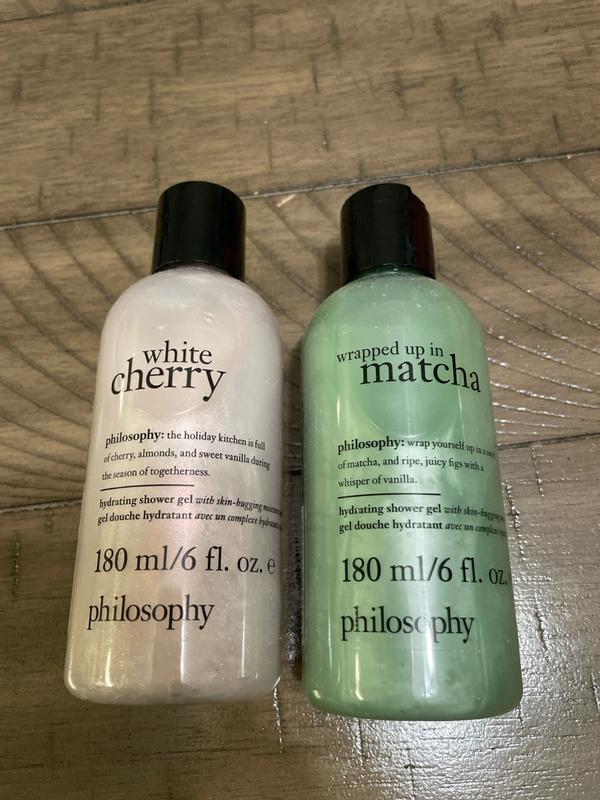 white
cherry
philosophy: the holiday kitchen is full
of cherry, almonds, and sweet vanilla during
the season of togetherness.
hydrating shower gel with skin-hugging
gel douche hydratant avec un complexe
180 ml/6 fl. oz. e
philosophy
wrapped up in
matcha
philosophy: wrap yourself up in a
of matcha, and ripe, juicy figs with a
whisper of vanilla.
hydrating shower gel with skin-hugging
gel douche hydratant avec un complexe
180 ml/6 fl. oz.
philosophy